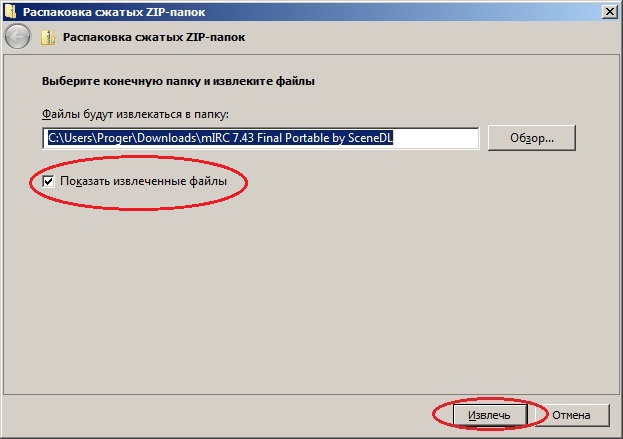 Распаковка сжатых ZIP-папок
Распаковка сжатых ZIP-папок
Выберите конечную папку и извлеките файлы
Файлы будут извлекаться в папку:
C:\Users\Proger\Downloads\mIRC 7.43 Final Portable by SceneDL
Обзор...
Показать извлеченные файлы
Извлечь
Отмена